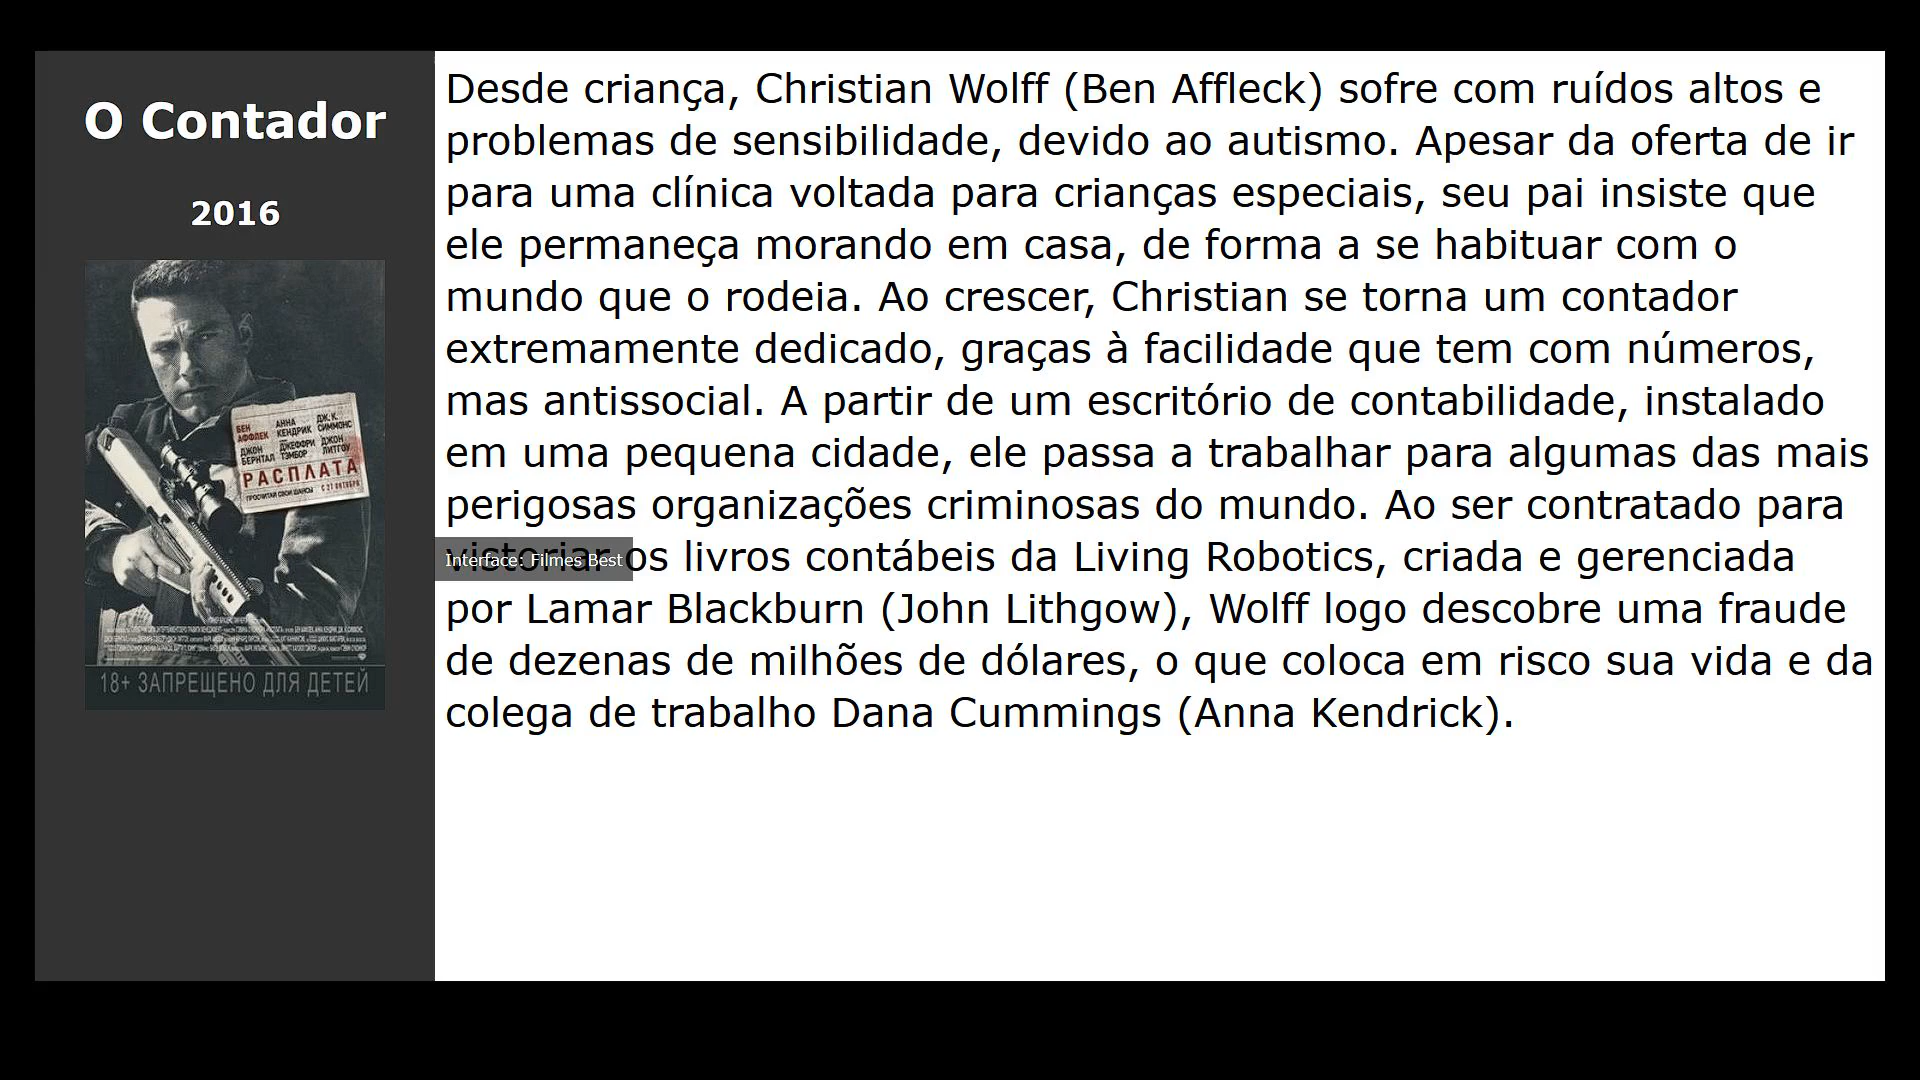 O Contador
2016
БЕН АФФЛЕК
АННА КЕНДРИК
ДЖ. К. СИММОНС
ДЖОН БЕРНТАЛ
ДЖЕФФРИ ТЭМБОР
ДЖОН ЛИТГОУ
РАСПЛАТА
ПРОСЧИТАЙ СВОИ ШАНСЫ
С 27 ОКТЯБРЯ
18+ ЗАПРЕЩЕНО ДЛЯ ДЕТЕЙ
Desde criança, Christian Wolff (Ben Affleck) sofre com ruídos altos e
problemas de sensibilidade, devido ao autismo. Apesar da oferta de ir
para uma clínica voltada para crianças especiais, seu pai insiste que
ele permaneça morando em casa, de forma a se habituar com o
mundo que o rodeia. Ao crescer, Christian se torna um contador
extremamente dedicado, graças à facilidade que tem com números,
mas antissocial. A partir de um escritório de contabilidade, instalado
em uma pequena cidade, ele passa a trabalhar para algumas das mais
perigosas organizações criminosas do mundo. Ao ser contratado para
vistoriar os livros contábeis da Living Robotics, criada e gerenciada
Interface: Filmes Best
por Lamar Blackburn (John Lithgow), Wolff logo descobre uma fraude
de dezenas de milhões de dólares, o que coloca em risco sua vida e da
colega de trabalho Dana Cummings (Anna Kendrick).